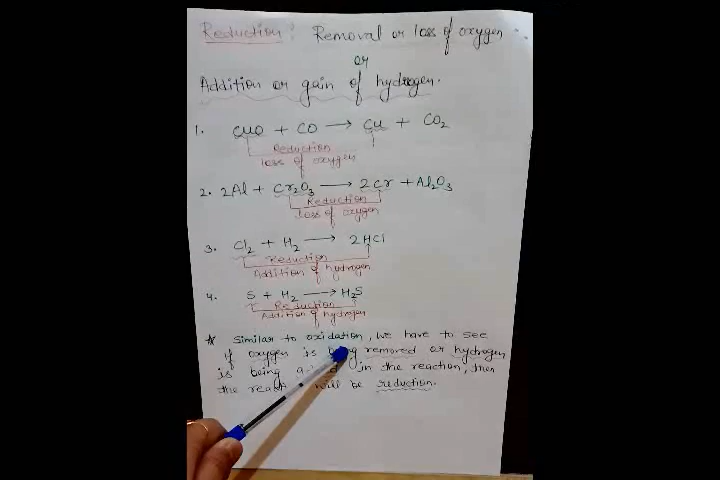 Reduction: Removal or loss of oxygen
or
Addition or gain of hydrogen.
1. CuO + CO → Cu + CO2
Reduction
loss of oxygen
2. 2Al + Cr2O3 → 2Cr + Al2O3
Reduction
loss of oxygen
3. Cl2 + H2 → 2HCl
Reduction
Addition of hydrogen
4. S + H2 → H2S
Reduction
Addition of hydrogen
* Similar to oxidation, we have to see
if oxygen is being removed or hydrogen
is being in the reaction, then
the will be reduction.